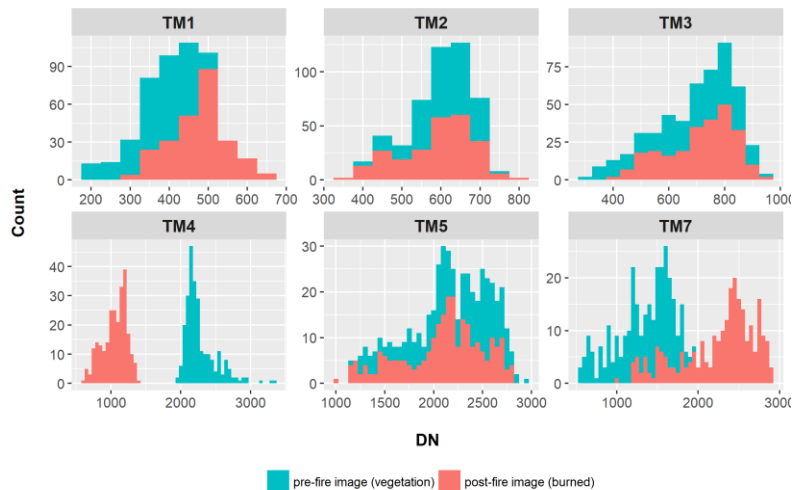 TM1 TM2 TM3
90
60
30
0
200 300 400 500 600 700
100
50
0
300 400 500 600 700 800
75
50
25
0
400 600 800 1000
Count
TM4 TM5 TM7
40
30
20
10
0
1000 2000 3000
30
20
10
0
1000 1500 2000 2500 3000
20
10
0
1000 2000 3000
DN
pre-fire image (vegetation) post-fire image (burned)